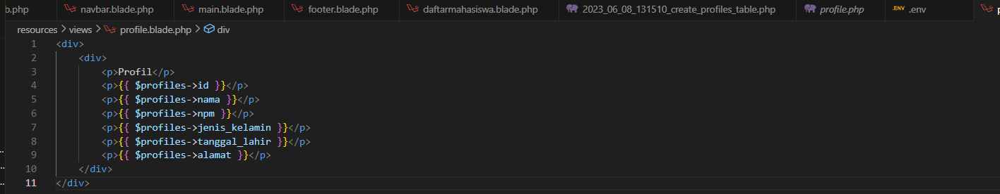 b.php navbar.blade.php main.blade.php footer.blade.php daftarmahasiswa.blade.php 2023_06_08_131510_create_profiles_table.php profile.php .ENV .env
resources > views > profile.blade.php > div
1 <div>
2 <div>
3 <p>Profil</p>
4 <p>{{ $profiles->id }}</p>
5 <p>{{ $profiles->nama }}</p>
6 <p>{{ $profiles->npm }}</p>
7 <p>{{ $profiles->jenis_kelamin }}</p>
8 <p>{{ $profiles->tanggal_lahir }}</p>
9 <p>{{ $profiles->alamat }}</p>
10 </div>
11 </div>